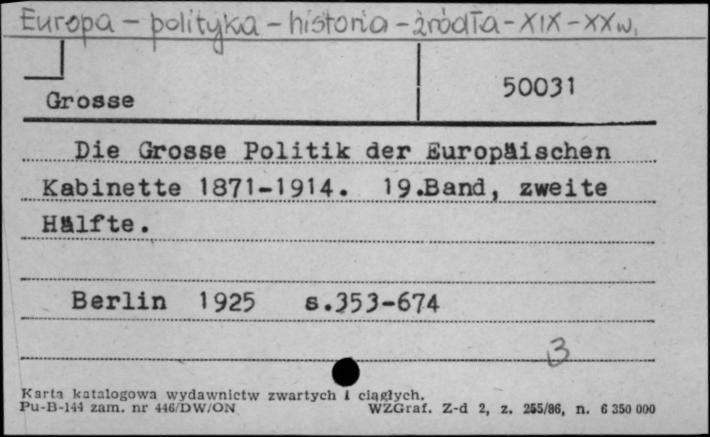 Europa - polityka - historia - źródła - XIX - XX w.
50031
Grosse
Die Grosse Politik der Europäischen
Kabinette 1871-1914. 19.Band, zweite
Hälfte.
Berlin 1925 s.353-674
3
Karta katalogowa wydawnictw zwartych i ciągłych.
Pu-B-144 zam. nr 446/DW/ON WZGraf. Z-d 2, z. 255/86, n. 6 350 000